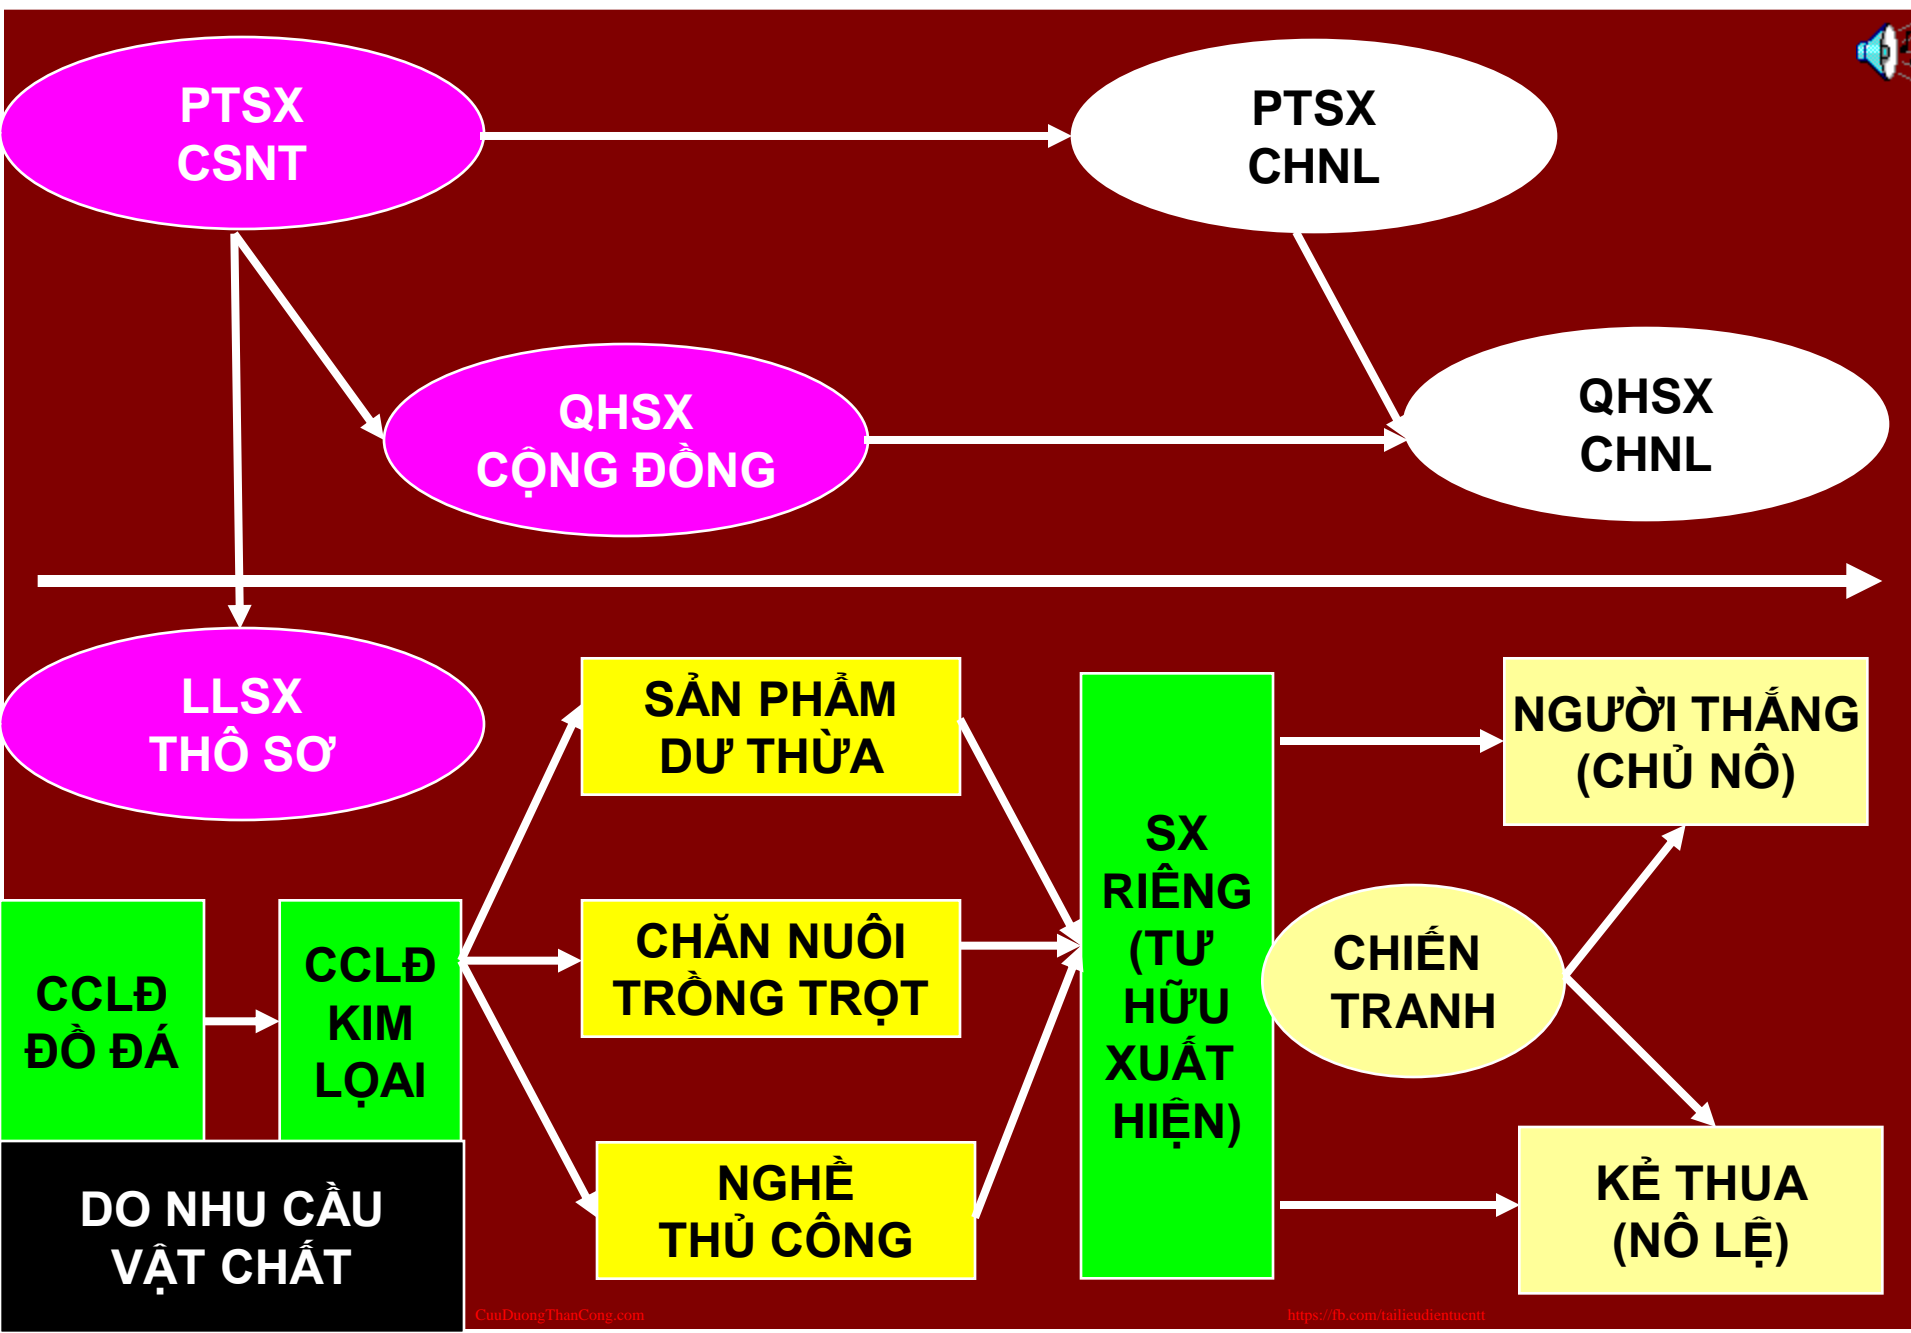 PTSX
CSNT
PTSX
CHNL
QHSX
CỘNG ĐỒNG
QHSX
CHNL
LLSX
THÔ SƠ
SẢN PHẨM
DƯ THỪA
NGƯỜI THẮNG
(CHỦ NÔ)
CCLĐ
ĐỒ ĐÁ
CCLĐ
KIM
LỌAI
CHĂN NUÔI
TRỒNG TRỌT
SX
RIÊNG
(TƯ
HỮU
XUẤT
HIỆN)
CHIẾN
TRANH
DO NHU CẦU
VẬT CHẤT
NGHỀ
THỦ CÔNG
KẺ THUA
(NÔ LỆ)
CuuDuongThanCong.com
https://fb.com/tailieudientucntt